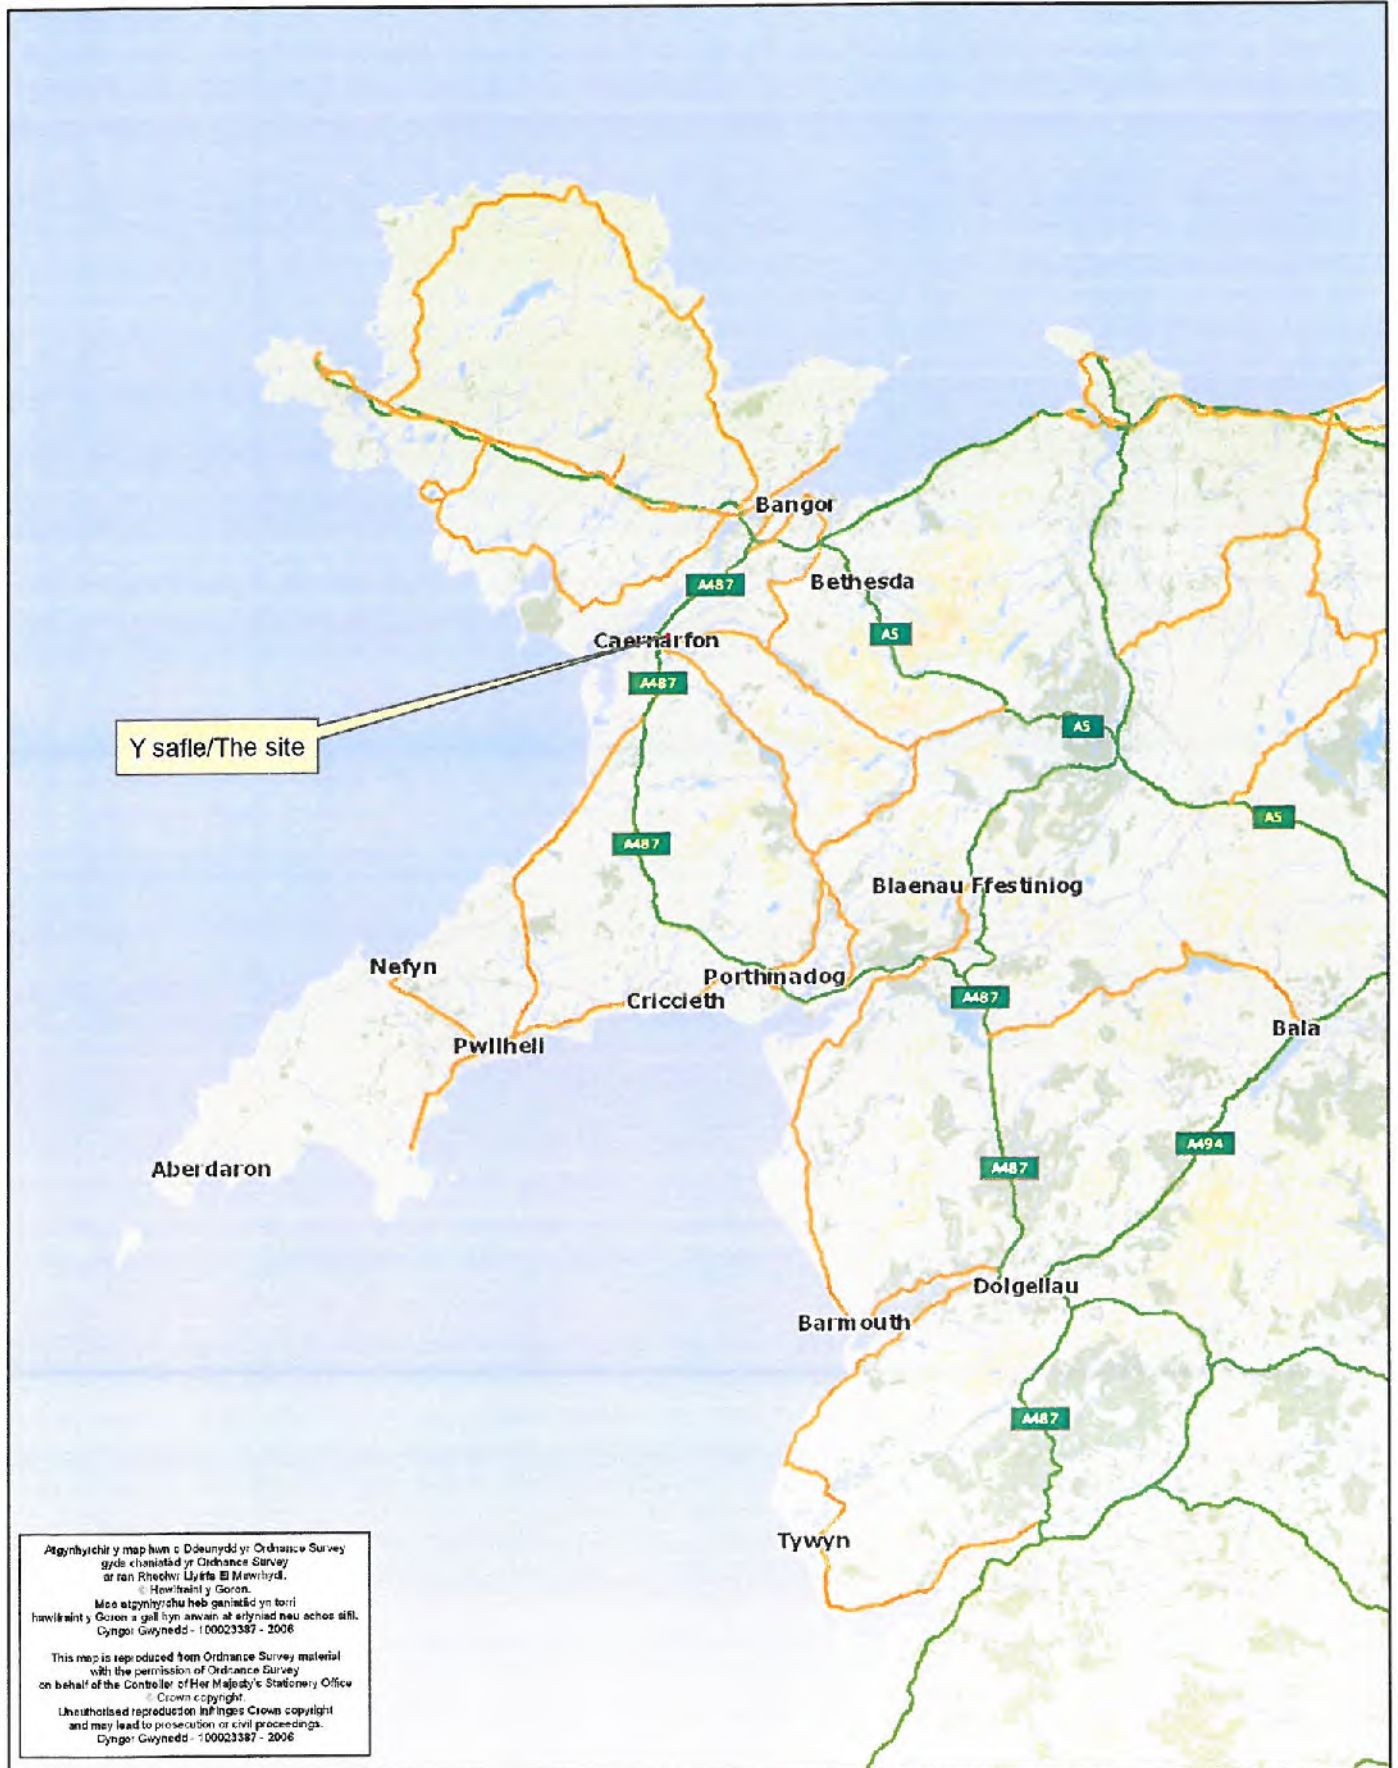 Bangor
A487
Bethesda
A5
Caernarfon
A487
A5
Y safle/The site
A5
A487
Blaenau Ffestiniog
Nefyn
Porthmadog
A487
Criccieth
Bala
Pwllheli
A494
Aberdaron
A487
Dolgellau
Barmouth
A487
Tywyn
Atgynhyrchir y map hwn o Ddeunydd yr Ordnance Survey
gyda chaniatâd yr Ordnance Survey
ar ran Rheolwr Llyfrfa Ei Mawrhydi.
© Hawlfraint y Goron.
Mae atgynhyrchu heb ganiatâd yn torri
hawlfraint y Goron a gall hyn arwain at erlyniad neu achos sifil.
Cyngor Gwynedd - 100023387 - 2006
This map is reproduced from Ordnance Survey material
with the permission of Ordnance Survey
on behalf of the Controller of Her Majesty's Stationery Office
© Crown copyright.
Unauthorised reproduction infringes Crown copyright
and may lead to prosecution or civil proceedings.
Cyngor Gwynedd - 100023387 - 2006